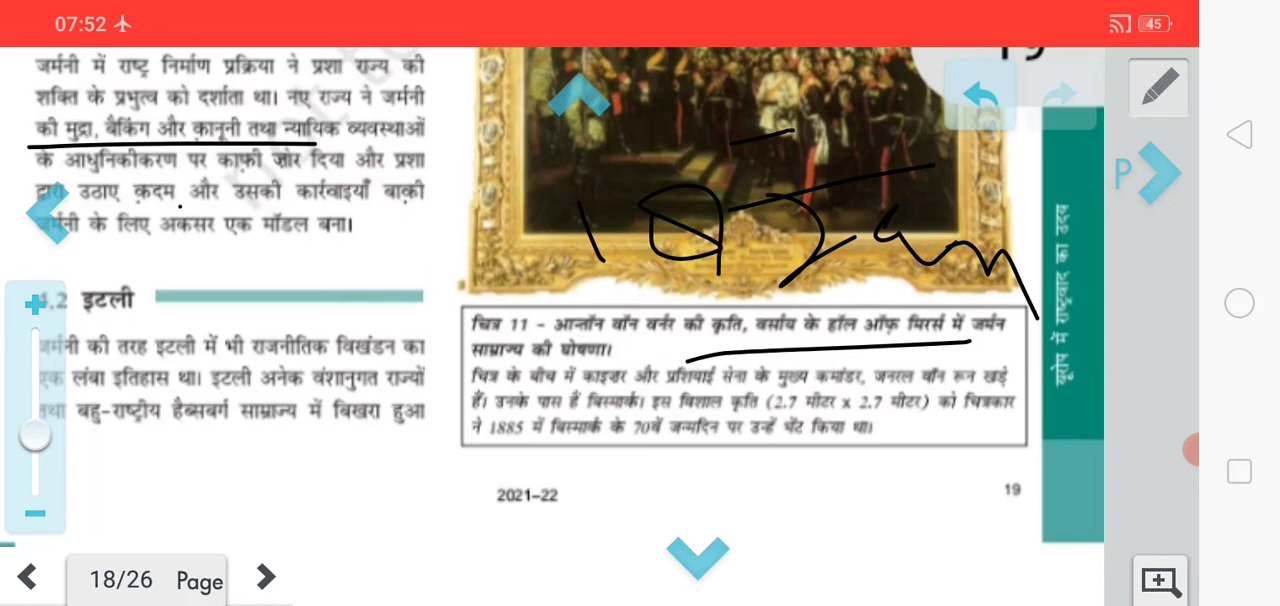 07:52
45
जर्मनी में राष्ट्र निर्माण प्रक्रिया ने प्रशा राज्य की
शक्ति के प्रभुत्व को दर्शाता था। नए राज्य ने जर्मनी
की मुद्रा, बैकिंग और क़ानूनी तथा न्यायिक व्यवस्थाओं
के आधुनिकीकरण पर काफ़ी ज़ोर दिया और प्रशा
द्वारा उठाए क़दम और उसकी कार्रवाइयाँ बाक़ी
जर्मनी के लिए अकसर एक मॉडल बना।
4.2 इटली
जर्मनी की तरह इटली में भी राजनीतिक विखंडन का
एक लंबा इतिहास था। इटली अनेक वंशानुगत राज्यों
तथा बहु-राष्ट्रीय हैब्सबर्ग साम्राज्य में बिखरा हुआ
चित्र 11 - आन्तॉन वॉन वर्नर की कृति, वर्साय के हॉल ऑफ़ मिरर्स में जर्मन
साम्राज्य की घोषणा।
चित्र के बीच में काइज़र और प्रशियाई सेना के मुख्य कमांडर, जनरल वॉन रून खड़े
हैं। उनके पास हैं बिस्मार्क। इस विशाल कृति (2.7 मीटर x 2.7 मीटर) को चित्रकार
ने 1885 में बिस्मार्क के 70वें जन्मदिन पर उन्हें भेंट किया था।
2021-22
19
यूरोप में राष्ट्रवाद का उदय
P
18/26 Page